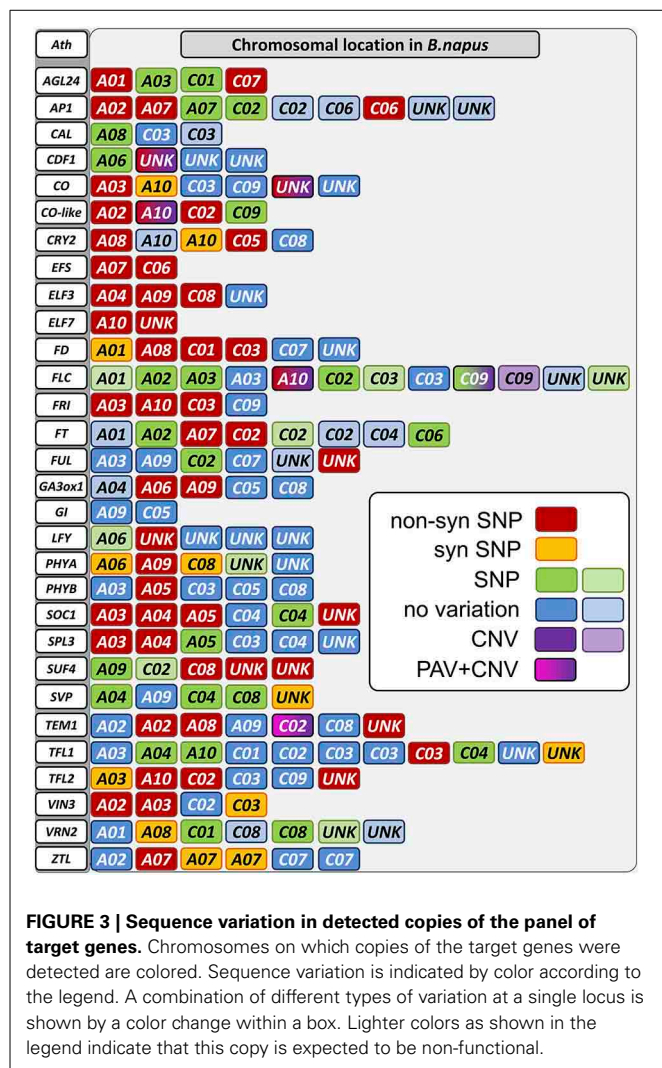 Ath Chromosomal location in B.napus
AGL24 A01 A03 C01 C07
AP1 A02 A07 A07 C02 C02 C06 C06 UNK UNK
CAL A08 C03 C03
CDF1 A06 UNK UNK UNK
CO A03 A10 C03 C09 UNK UNK
CO-like A02 A10 C02 C09
CRY2 A08 A10 A10 C05 C08
EFS A07 C06
ELF3 A04 A09 C08 UNK
ELF7 A10 UNK
FD A01 A08 C01 C03 C07 UNK
FLC A01 A02 A03 A03 A10 C02 C03 C03 C09 C09 UNK UNK
FRI A03 A10 C03 C09
FT A01 A02 A07 C02 C02 C02 C04 C06
FUL A03 A09 C02 C07 UNK UNK
GA3ox1 A04 A06 A09 C05 C08
GI A09 C05
LFY A06 UNK UNK UNK UNK
PHYA A06 A09 C08 UNK UNK
PHYB A03 A05 C03 C05 C08
SOC1 A03 A04 A05 C04 C04 UNK
SPL3 A03 A04 A05 C03 C04 UNK
SUF4 A09 C02 C08 UNK UNK
SVP A04 A09 C04 C08 UNK
TEM1 A02 A02 A08 A09 C02 C08 UNK
TFL1 A03 A04 A10 C01 C02 C03 C03 C03 C04 UNK UNK
TFL2 A03 A10 C02 C03 C09 UNK
VIN3 A02 A03 C02 C03
VRN2 A01 A08 C01 C08 C08 UNK UNK
ZTL A02 A07 A07 A07 C07 C07
non-syn SNP
syn SNP
SNP
no variation
CNV
PAV+CNV
FIGURE 3 | Sequence variation in detected copies of the panel of
target genes. Chromosomes on which copies of the target genes were
detected are colored. Sequence variation is indicated by color according to
the legend. A combination of different types of variation at a single locus is
shown by a color change within a box. Lighter colors as shown in the
legend indicate that this copy is expected to be non-functional.